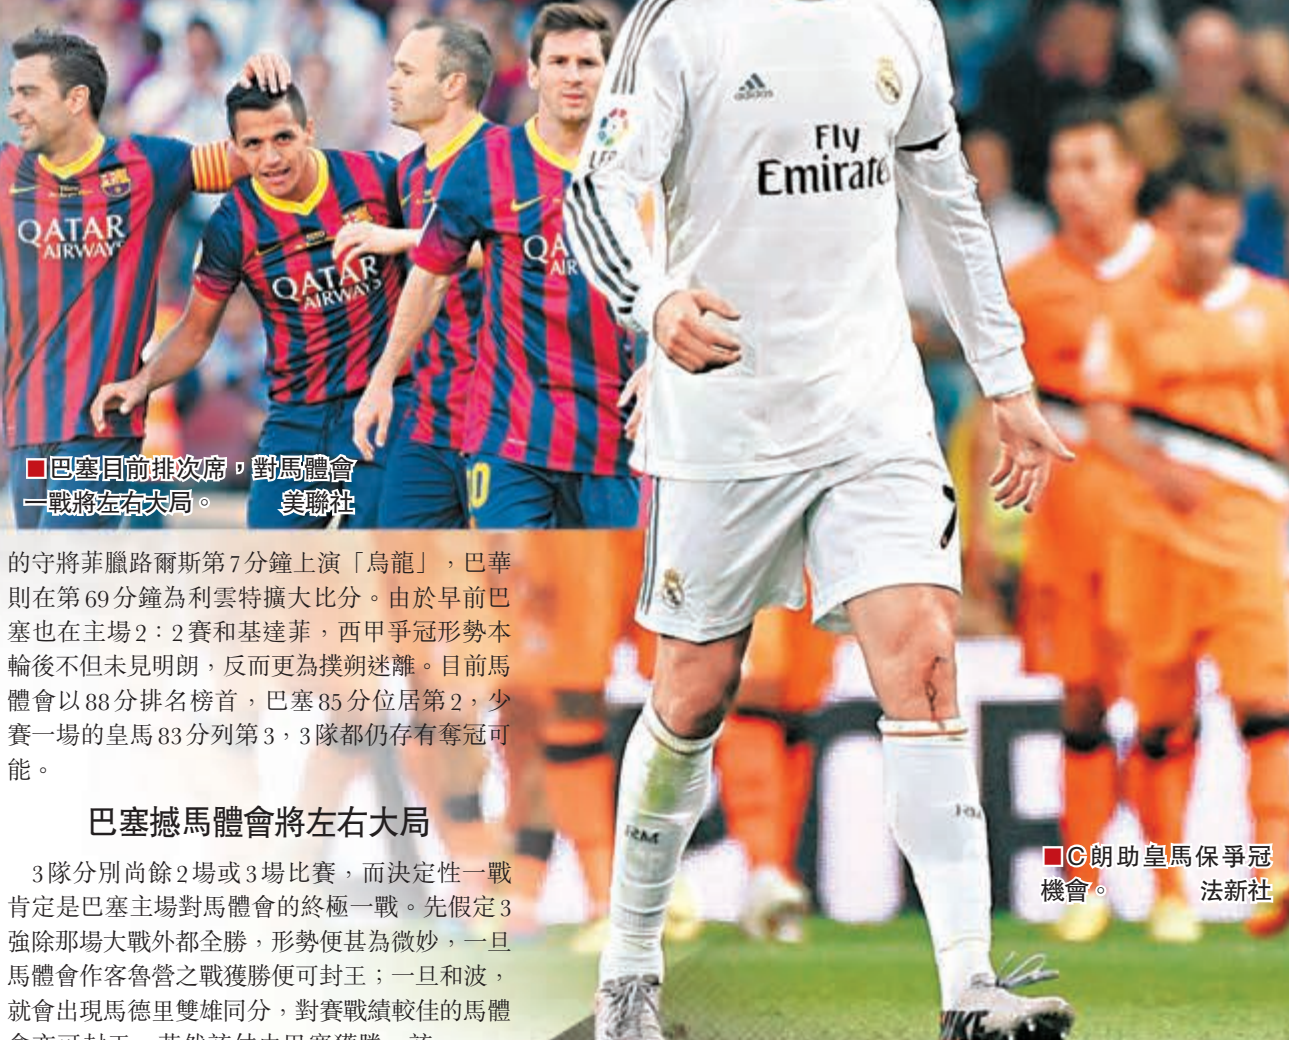 QATAR
AIRWAYS
QATAR
AIRWAYS
QA
AIR
10
adidas
LFP
Fly
Emirate
7
■巴塞目前排次席，對馬體會
一戰將左右大局。 美聯社
的守將菲臘路爾斯第7分鐘上演「烏龍」，巴華
則在第69分鐘為利雲特擴大比分。由於早前巴
塞也在主場2：2賽和基達菲，西甲爭冠形勢本
輪後不但未見明朗，反而更為撲朔迷離。目前馬
體會以88分排名榜首，巴塞85分位居第2，少
賽一場的皇馬83分列第3，3隊都仍存有奪冠可
能。
巴塞撼馬體會將左右大局
3隊分別尚餘2場或3場比賽，而決定性一戰
肯定是巴塞主場對馬體會的終極一戰。先假定3
強除那場大戰外都全勝，形勢便甚為微妙，一旦
馬體會作客魯營之戰獲勝便可封王；一旦和波，
就會出現馬德里雙雄同分，對賽戰績較佳的馬體
■C朗助皇馬保爭冠
機會。 法新社
NIKE